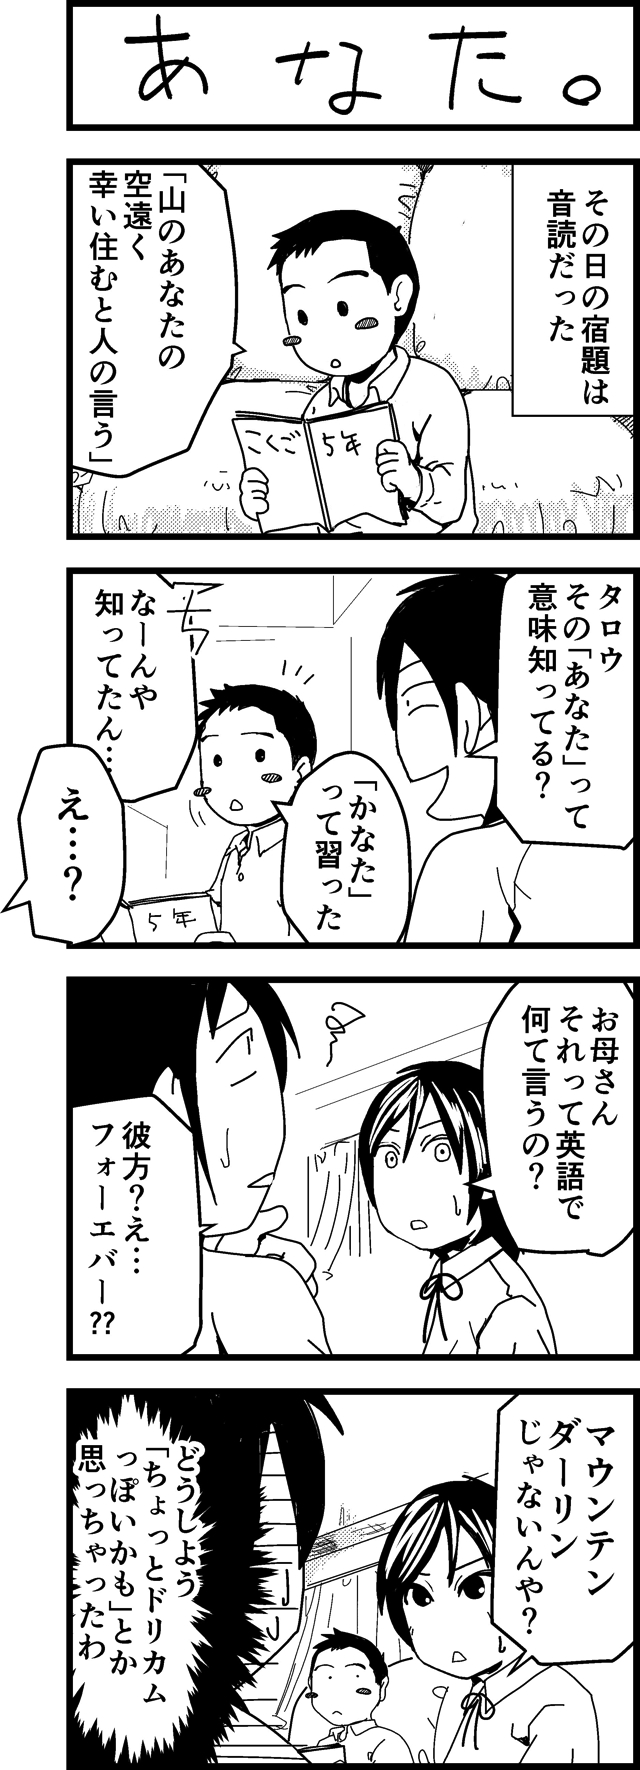 あなた。
その日の宿題は
音読だった
「山のあなたの
空遠く
幸い住むと人の言う」
こくご
5年
タロウ
その「あなた」って
意味知ってる？
「かなた」
って習った
なーんや
知ってたん…
え…？
5年
お母さん
それって英語で
何て言うの？
彼方？え…
フォーエバー??
マウンテン
ダーリン
じゃないんや？
どうしよう
「ちょっとドリカム
っぽいかも」とか
思っちゃったわ